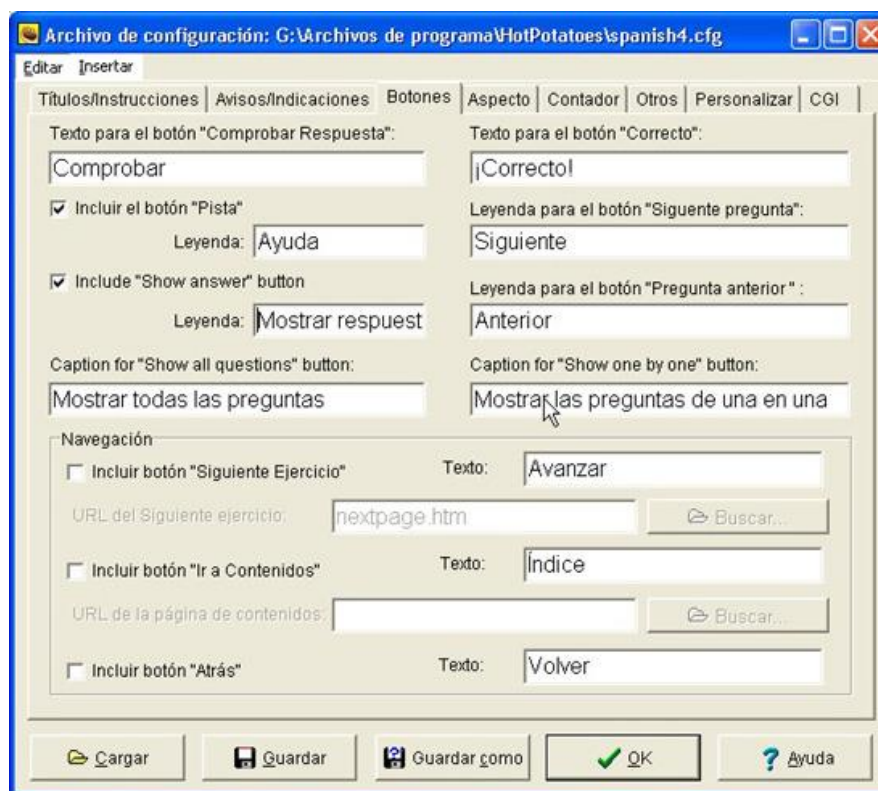 Archivo de configuración: G:\Archivos de programa\HotPotatoes\spanish4.cfg
Editar Insertar
Títulos/Instrucciones Avisos/Indicaciones Botones Aspecto Contador Otros Personalizar CGI
Texto para el botón "Comprobar Respuesta": Texto para el botón "Correcto":
Comprobar ¡Correcto!
Incluir el botón "Pista" Leyenda para el botón "Siguente pregunta":
Leyenda: Ayuda Siguiente
Include "Show answer" button Leyenda para el botón "Pregunta anterior" :
Leyenda: Mostrar respuest Anterior
Caption for "Show all questions" button: Caption for "Show one by one" button:
Mostrar todas las preguntas Mostrar las preguntas de una en una
Navegación
Incluir botón "Siguiente Ejercicio" Texto: Avanzar
URL del Siguiente ejercicio: nextpage.htm Buscar...
Incluir botón "Ir a Contenidos" Texto: Índice
URL de la página de contenidos: Buscar...
Incluir botón "Atrás" Texto: Volver
Cargar Guardar Guardar como OK Ayuda